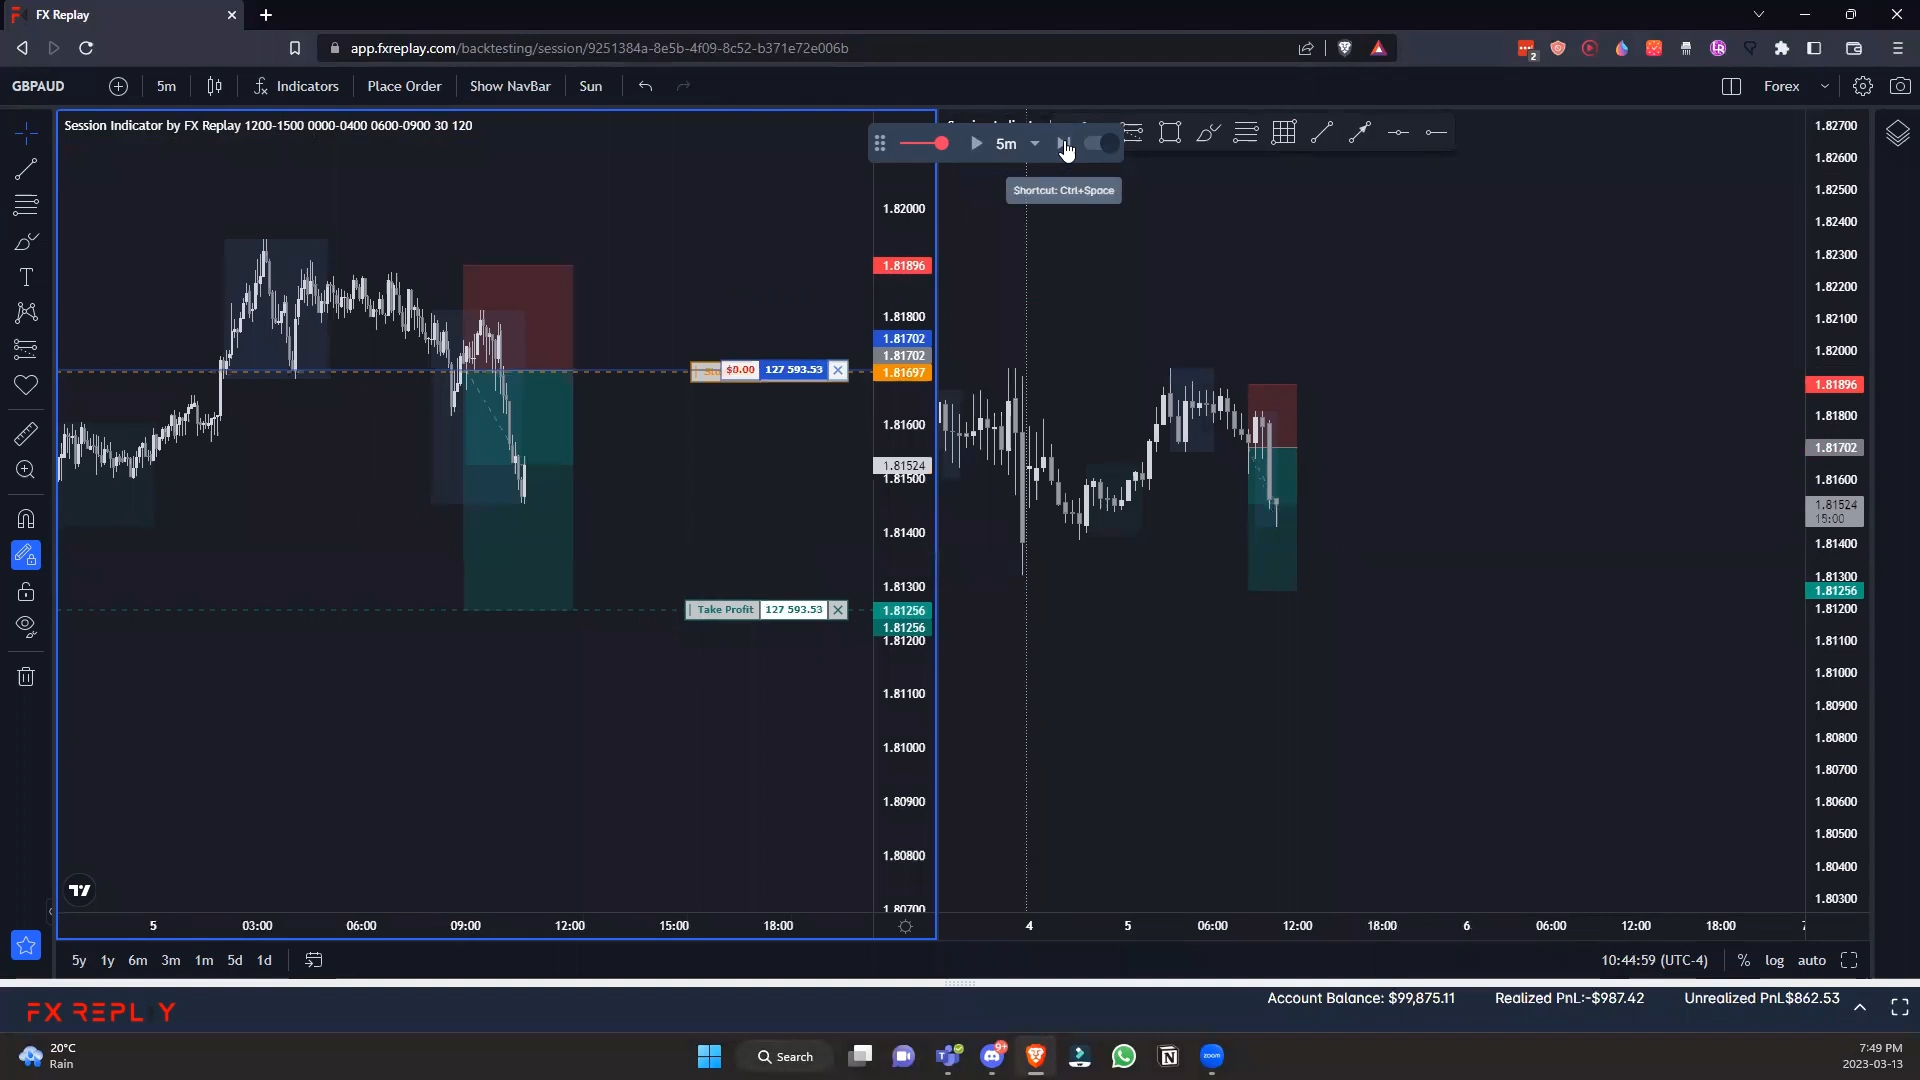 FX Replay
app.fxreplay.com/backtesting/session/9251384a-8e5b-4f09-8c52-b371e72e006b
2
GBPAUD
5m
Indicators
Place Order
Show NavBar
Sun
Forex
Session Indicator by FX Replay 1200-1500 0000-0400 0600-0900 30 120
5m
Shortcut: Ctrl+Space
1.82000
1.81896
1.81800
1.81702
1.81702
1.81697
$0.00
127 593.53
1.81600
1.81524
1.81500
1.81400
1.81300
Take Profit
127 593.53
1.81256
1.81256
1.81200
1.81100
1.81000
1.80900
1.80800
1.80700
5
03:00
06:00
09:00
12:00
15:00
18:00
1.82700
1.82600
1.82500
1.82400
1.82300
1.82200
1.82100
1.82000
1.81896
1.81800
1.81702
1.81600
1.81524
15:00
1.81400
1.81300
1.81256
1.81200
1.81100
1.81000
1.80900
1.80800
1.80700
1.80600
1.80500
1.80400
1.80300
4
5
06:00
12:00
18:00
6
06:00
12:00
18:00
5y
1y
6m
3m
1m
5d
1d
10:44:59 (UTC-4)
%
log
auto
FX REPLAY
Account Balance: $99,875.11
Realized PnL:-$987.42
Unrealized PnL$862.53
20°C
Rain
Search
9+
zoom
7:49 PM
2023-03-13